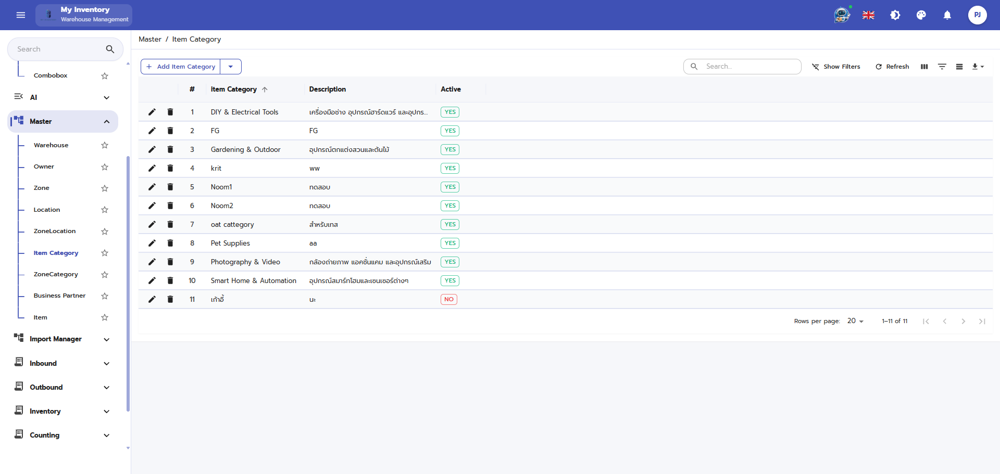 My Inventory
Warehouse Management
PJ
Search
Combobox
AI
Master
Warehouse
Owner
Zone
Location
ZoneLocation
Item Category
ZoneCategory
Business Partner
Item
Import Manager
Inbound
Outbound
Inventory
Counting
Master / Item Category
Add Item Category
Search...
Show Filters
Refresh
# Item Category Description Active
1 DIY & Electrical Tools เครื่องมือช่าง อุปกรณ์ฮาร์ดแวร์ และอุปกร... YES
2 FG FG YES
3 Gardening & Outdoor อุปกรณ์ตกแต่งสวนและต้นไม้ YES
4 krit ww YES
5 Noom1 ทดสอบ YES
6 Noom2 ทดสอบ YES
7 oat cattegory สำหรับเทส YES
8 Pet Supplies aa YES
9 Photography & Video กล้องถ่ายภาพ แอคชั่นแคม และอุปกรณ์เสริม YES
10 Smart Home & Automation อุปกรณ์สมาร์ทโฮมและเซนเซอร์ต่างๆ YES
11 เก้าอี้ นะ NO
Rows per page: 20 1–11 of 11